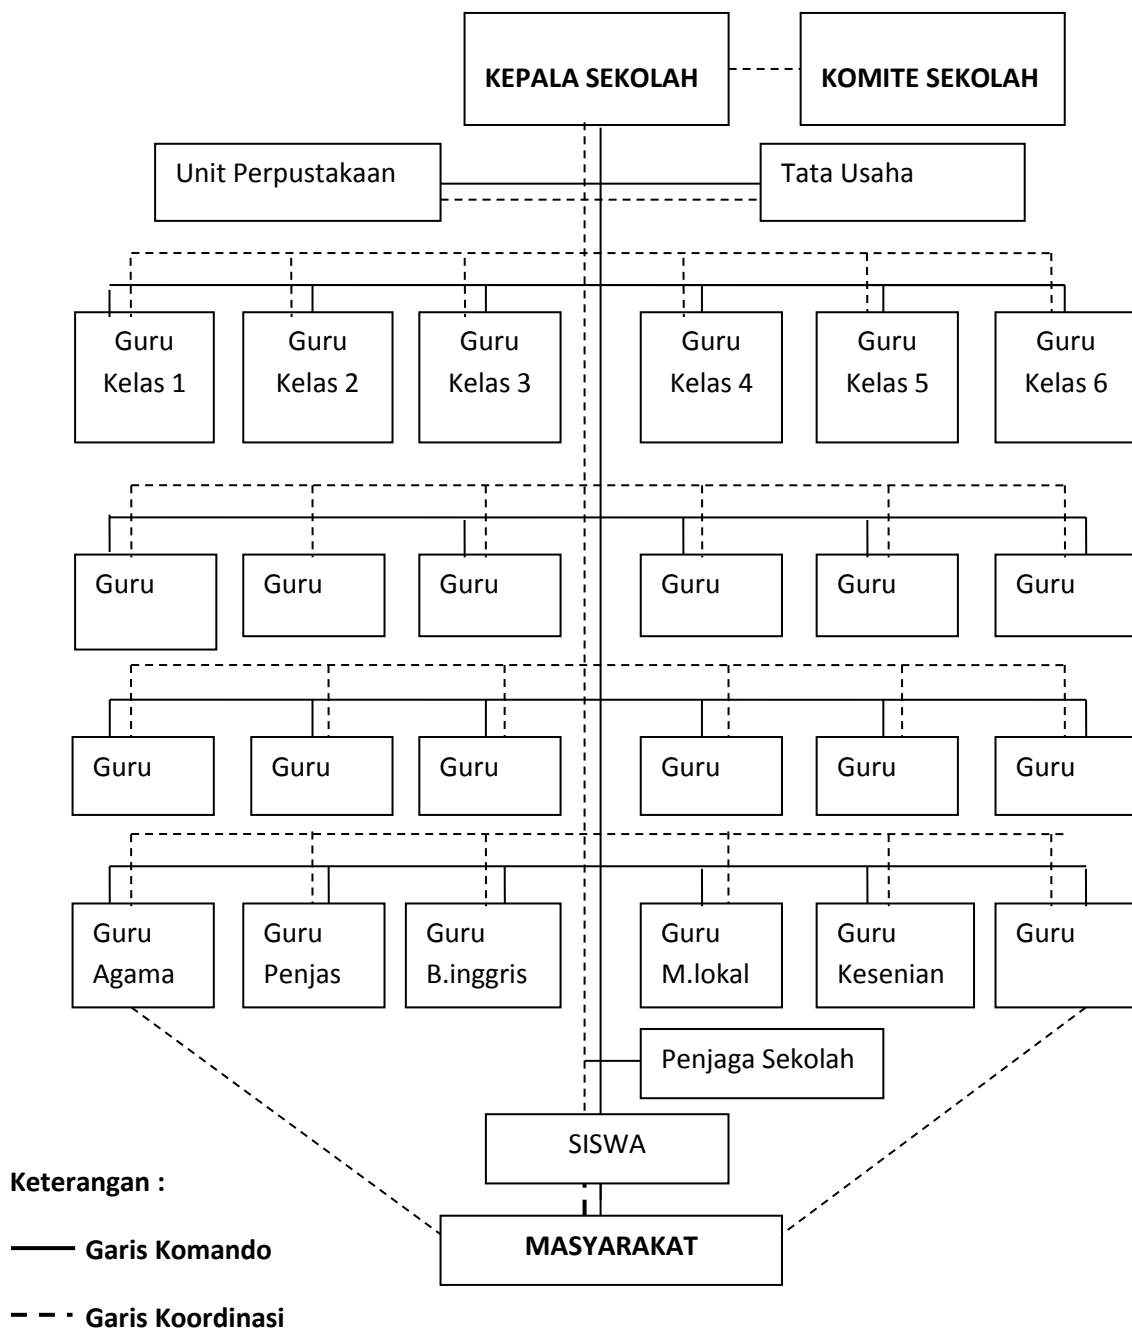 KEPALA SEKOLAH
KOMITE SEKOLAH
Unit Perpustakaan
Tata Usaha
Guru
Kelas 1
Guru
Kelas 2
Guru
Kelas 3
Guru
Kelas 4
Guru
Kelas 5
Guru
Kelas 6
Guru
Guru
Guru
Guru
Guru
Guru
Guru
Guru
Guru
Guru
Guru
Guru
Guru
Agama
Guru
Penjas
Guru
B.inggris
Guru
M.lokal
Guru
Kesenian
Guru
Penjaga Sekolah
SISWA
MASYARAKAT
Keterangan :
Garis Komando
Garis Koordinasi